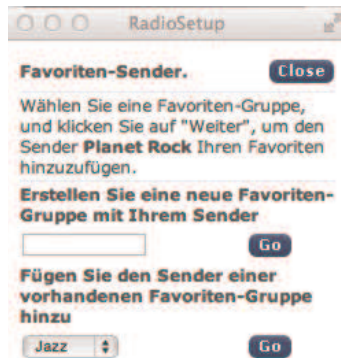 RadioSetup
Favoriten-Sender. Close
Wählen Sie eine Favoriten-Gruppe,
und klicken Sie auf "Weiter", um den
Sender Planet Rock Ihren Favoriten
hinzuzufügen.
Erstellen Sie eine neue Favoriten-
Gruppe mit Ihrem Sender
Go
Fügen Sie den Sender einer
vorhandenen Favoriten-Gruppe
hinzu
Jazz Go